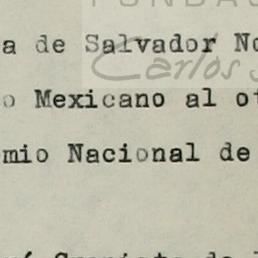 FUNDAC
a de Salvador No
Carlos S
o Mexicano al ot
mio Nacional de